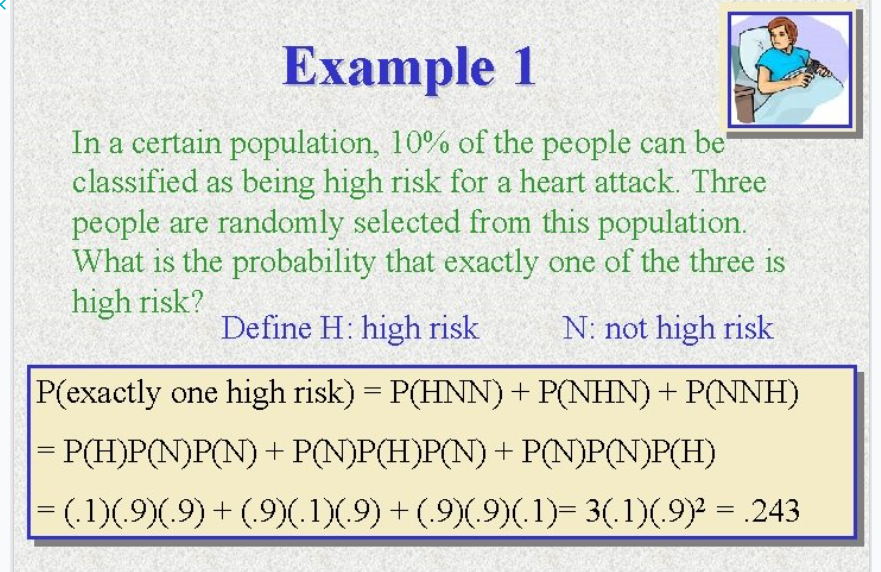 Example 1
In a certain population, 10% of the people can be
classified as being high risk for a heart attack. Three
people are randomly selected from this population.
What is the probability that exactly one of the three is
high risk?
Define H: high risk N: not high risk
P(exactly one high risk) = P(HNN) + P(NHN) + P(NNH)
= P(H)P(N)P(N) + P(N)P(H)P(N) + P(N)P(N)P(H)
= (.1)(.9)(.9) + (.9)(.1)(.9) + (.9)(.9)(.1)= 3(.1)(.9)² = .243